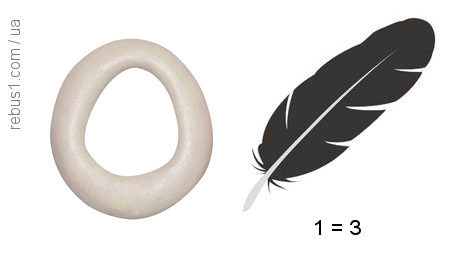 rebus1.com/ua
1 = 3